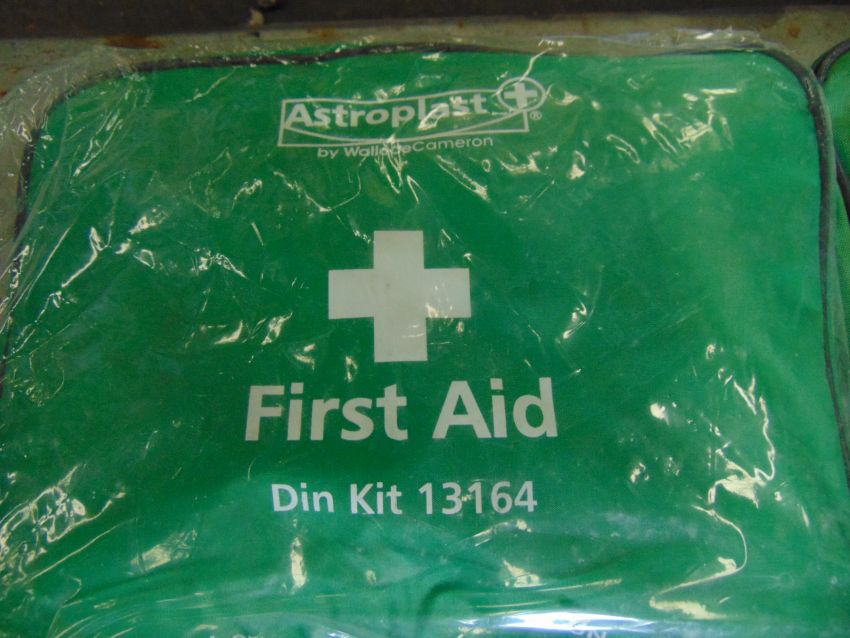 Astroplast ®
by WallaceCameron
First Aid
Din Kit 13164